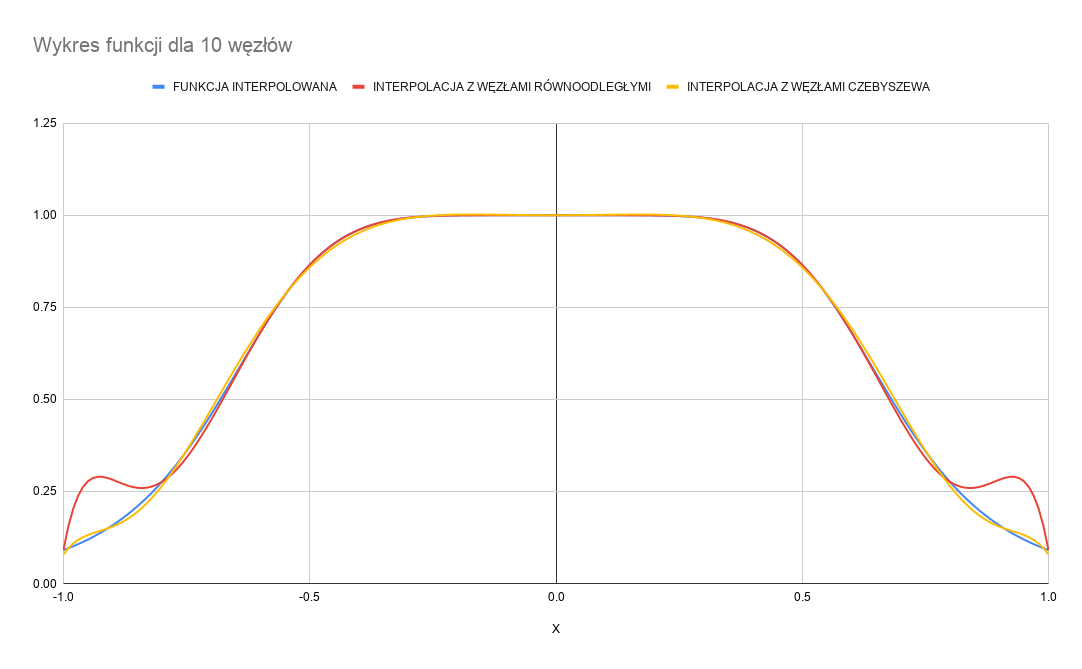 Wykres funkcji dla 10 węzłów
FUNKCJA INTERPOLOWANA INTERPOLACJA Z WĘZŁAMI RÓWNOODLEGŁYMI INTERPOLACJA Z WĘZŁAMI CZEBYSZEWA
1.25
1.00
0.75
0.50
0.25
0.00
-1.0 -0.5 0.0 0.5 1.0
X